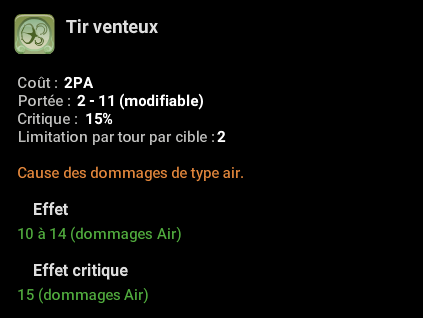 Tir venteux
Coût : 2PA
Portée : 2 - 11 (modifiable)
Critique : 15%
Limitation par tour par cible : 2
Cause des dommages de type air.
Effet
10 à 14 (dommages Air)
Effet critique
15 (dommages Air)